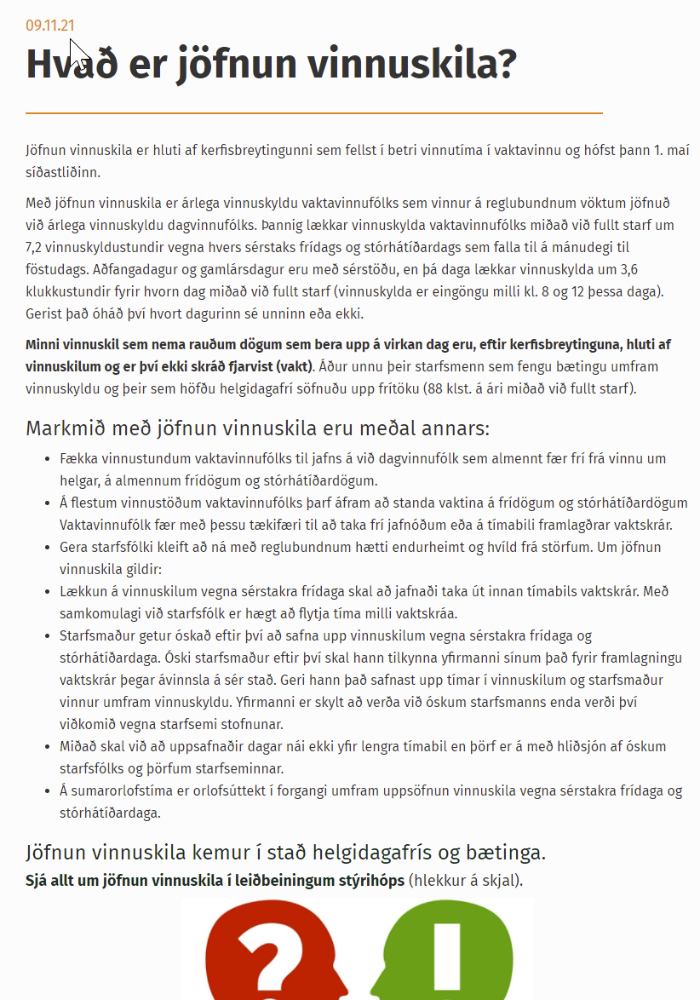 09.11.21
Hvað er jöfnun vinnuskila?
Jöfnun vinnuskila er hluti af kerfisbreytingunni sem fellst í betri vinnutíma í vaktavinnu og hófst þann 1. maí
síðastliðinn.
Með jöfnun vinnuskila er árlega vinnuskyldu vaktavinnufólks sem vinnur á reglubundnum vöktum jöfnuð
við árlega vinnuskyldu dagvinnufólks. Þannig lækkar vinnuskylda vaktavinnufólks miðað við fullt starf um
7,2 vinnuskyldustundir vegna hvers sérstaks frídags og stórhátíðardags sem falla til á mánudegi til
föstudags. Aðfangadagur og gamlársdagur eru með sérstöðu, en þá daga lækkar vinnuskylda um 3,6
klukkustundir fyrir hvorn dag miðað við fullt starf (vinnuskylda er eingöngu milli kl. 8 og 12 þessa daga).
Gerist það óháð því hvort dagurinn sé unninn eða ekki.
Minni vinnuskil sem nema rauðum dögum sem bera upp á virkan dag eru, eftir kerfisbreytinguna, hluti af
vinnuskilum og er því ekki skráð fjarvist (vakt). Áður unnu þeir starfsmenn sem fengu bætingu umfram
vinnuskyldu og þeir sem höfðu helgidagafrí söfnuðu upp frítöku (88 klst. á ári miðað við fullt starf).
Markmið með jöfnun vinnuskila eru meðal annars:
• Fækka vinnustundum vaktavinnufólks til jafns á við dagvinnufólk sem almennt fær frí frá vinnu um
helgar, á almennum frídögum og stórhátíðardögum.
• Á flestum vinnustöðum vaktavinnufólks þarf áfram að standa vaktina á frídögum og stórhátíðardögum
Vaktavinnufólk fær með þessu tækifæri til að taka frí jafnóðum eða á tímabili framlagðrar vaktskrár.
• Gera starfsfólki kleift að ná með reglubundnum hætti endurheimt og hvíld frá störfum. Um jöfnun
vinnuskila gildir:
• Lækkun á vinnuskilum vegna sérstakra frídaga skal að jafnaði taka út innan tímabils vaktskrár. Með
samkomulagi við starfsfólk er hægt að flytja tíma milli vaktskráa.
• Starfsmaður getur óskað eftir því að safna upp vinnuskilum vegna sérstakra frídaga og
stórhátíðardaga. Óski starfsmaður eftir því skal hann tilkynna yfirmanni sínum það fyrir framlagningu
vaktskrár þegar ávinnsla á sér stað. Geri hann það safnast upp tímar í vinnuskilum og starfsmaður
vinnur umfram vinnuskyldu. Yfirmanni er skylt að verða við óskum starfsmanns enda verði því
viðkomið vegna starfsemi stofnunar.
• Miðað skal við að uppsafnaðir dagar nái ekki yfir lengra tímabil en þörf er á með hliðsjón af óskum
starfsfólks og þörfum starfseminnar.
• Á sumarorlofstíma er orlofsúttekt í forgangi umfram uppsöfnun vinnuskila vegna sérstakra frídaga og
stórhátíðardaga.
Jöfnun vinnuskila kemur í stað helgidagafrís og bætinga.
Sjá allt um jöfnun vinnuskila í leiðbeiningum stýrihóps (hlekkur á skjal).
? !